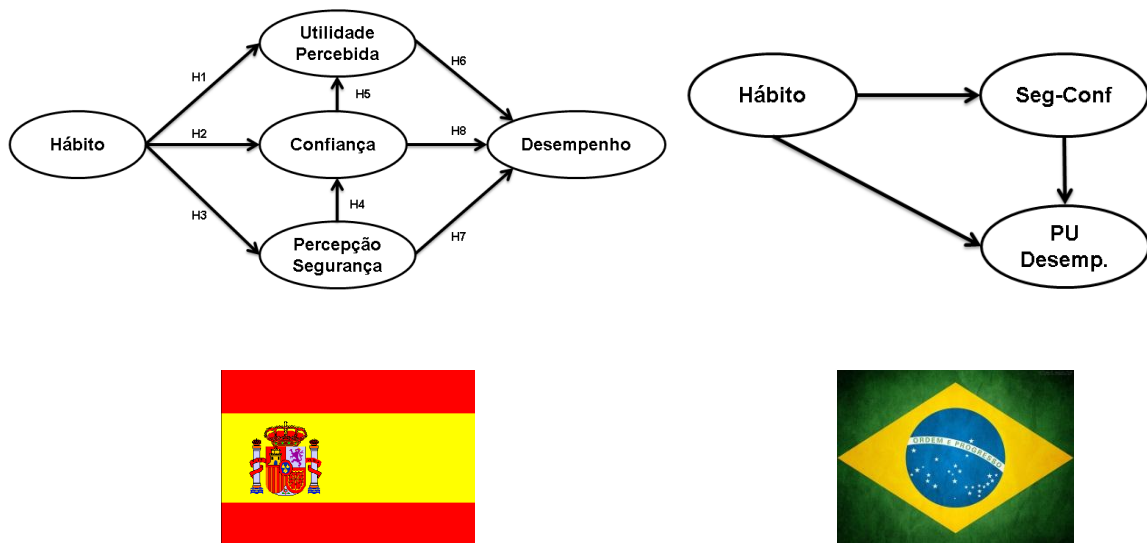 Utilidade
Percebida
H1
H6
H5
Hábito
H2
Confiança
H8
Desempenho
H3
H4
H7
Percepção
Segurança
Hábito
Seg-Conf
PU
Desemp.
ORDEM E PROGRESSO